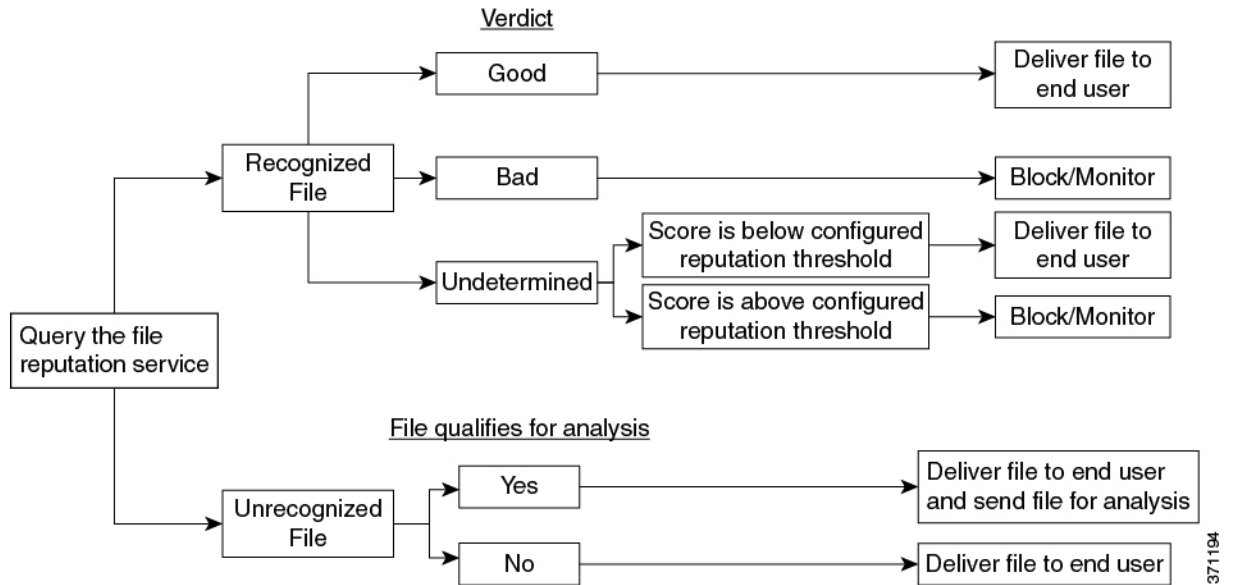 Verdict
Good
Deliver file to
end user
Recognized
File
Bad
Block/Monitor
Undetermined
Score is below configured
reputation threshold
Deliver file to
end user
Score is above configured
reputation threshold
Block/Monitor
Query the file
reputation service
File qualifies for analysis
Unrecognized
File
Yes
Deliver file to end user
and send file for analysis
No
Deliver file to end user
371194